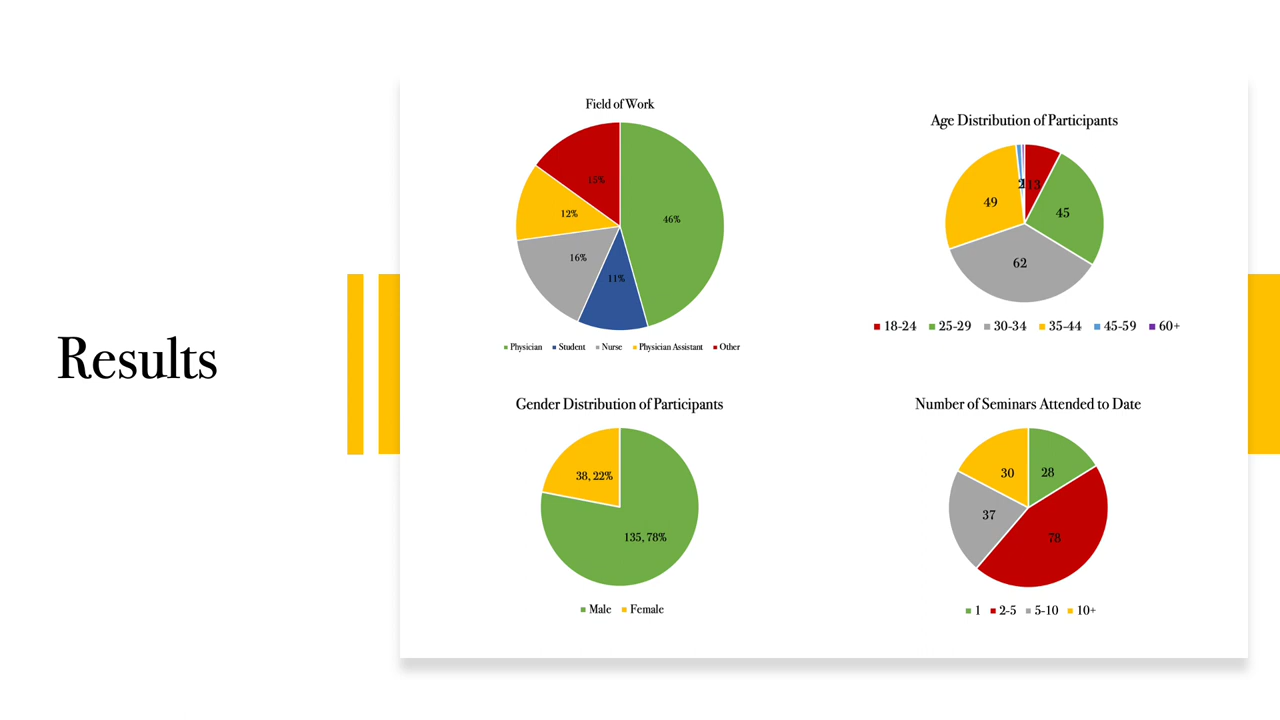 Results
Field of Work
46%
11%
16%
12%
15%
Physician Student Nurse Physician Assistant Other
Age Distribution of Participants
13
45
62
49
2
1
18-24 25-29 30-34 35-44 45-59 60+
Gender Distribution of Participants
38, 22%
135, 78%
Male Female
Number of Seminars Attended to Date
28
78
37
30
1 2-5 5-10 10+